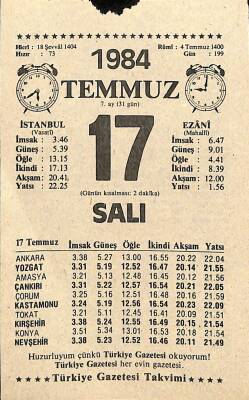 Hicrî : 18 Şevvâl 1404
Hızır : 73
Rûmî : 4 Temmuz 1400
Gün : 199
1984
TEMMUZ
7. ay (31 gün)
İSTANBUL
(Vasatî)
İmsak : 3.46
Güneş : 5.39
Öğle : 13.15
İkindi : 17.13
Akşam : 20.41
Yatsı : 22.25
17
EZÂNÎ
(Mahallî)
İmsak : 6.47
Güneş : 9.01
Öğle : 4.41
İkindi : 8.39
Akşam : 12.00
Yatsı : 1.56
(Günün kısalması: 2 dakika)
SALI
17 Temmuz İmsak Güneş Öğle İkindi Akşam Yatsı
ANKARA 3.38 5.27 13.00 16.55 20.22 22.04
YOZGAT 3.31 5.19 12.52 16.47 20.14 21.55
AMASYA 3.21 5.13 12.48 16.45 20.12 21.56
ÇANKIRI 3.31 5.22 12.57 16.54 20.21 22.05
ÇORUM 3.25 5.16 12.51 16.48 20.16 21.59
KASTAMONU 3.24 5.19 12.56 16.54 20.23 22.09
TOKAT 3.21 5.11 12.45 16.41 20.09 21.51
KIRŞEHİR 3.38 5.24 12.55 16.49 20.15 21.54
KONYA 3.51 5.34 13.01 16.53 20.18 21.54
NEVŞEHİR 3.38 5.23 12.52 16.46 20.11 21.49
Huzurluyum çünkü Türkiye Gazetesi okuyorum!
Türkiye Gazetesi her evin gazetesi.
Türkiye Gazetesi Takvimi